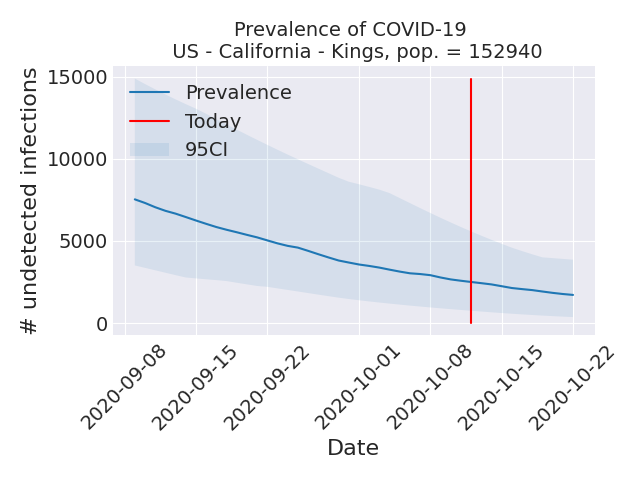 Prevalence of COVID-19
US - California - Kings, pop. = 152940
# undetected infections
15000
10000
5000
0
Prevalence
Today
95CI
2020-09-08
2020-09-15
2020-09-22
2020-10-01
2020-10-08
2020-10-15
2020-10-22
Date